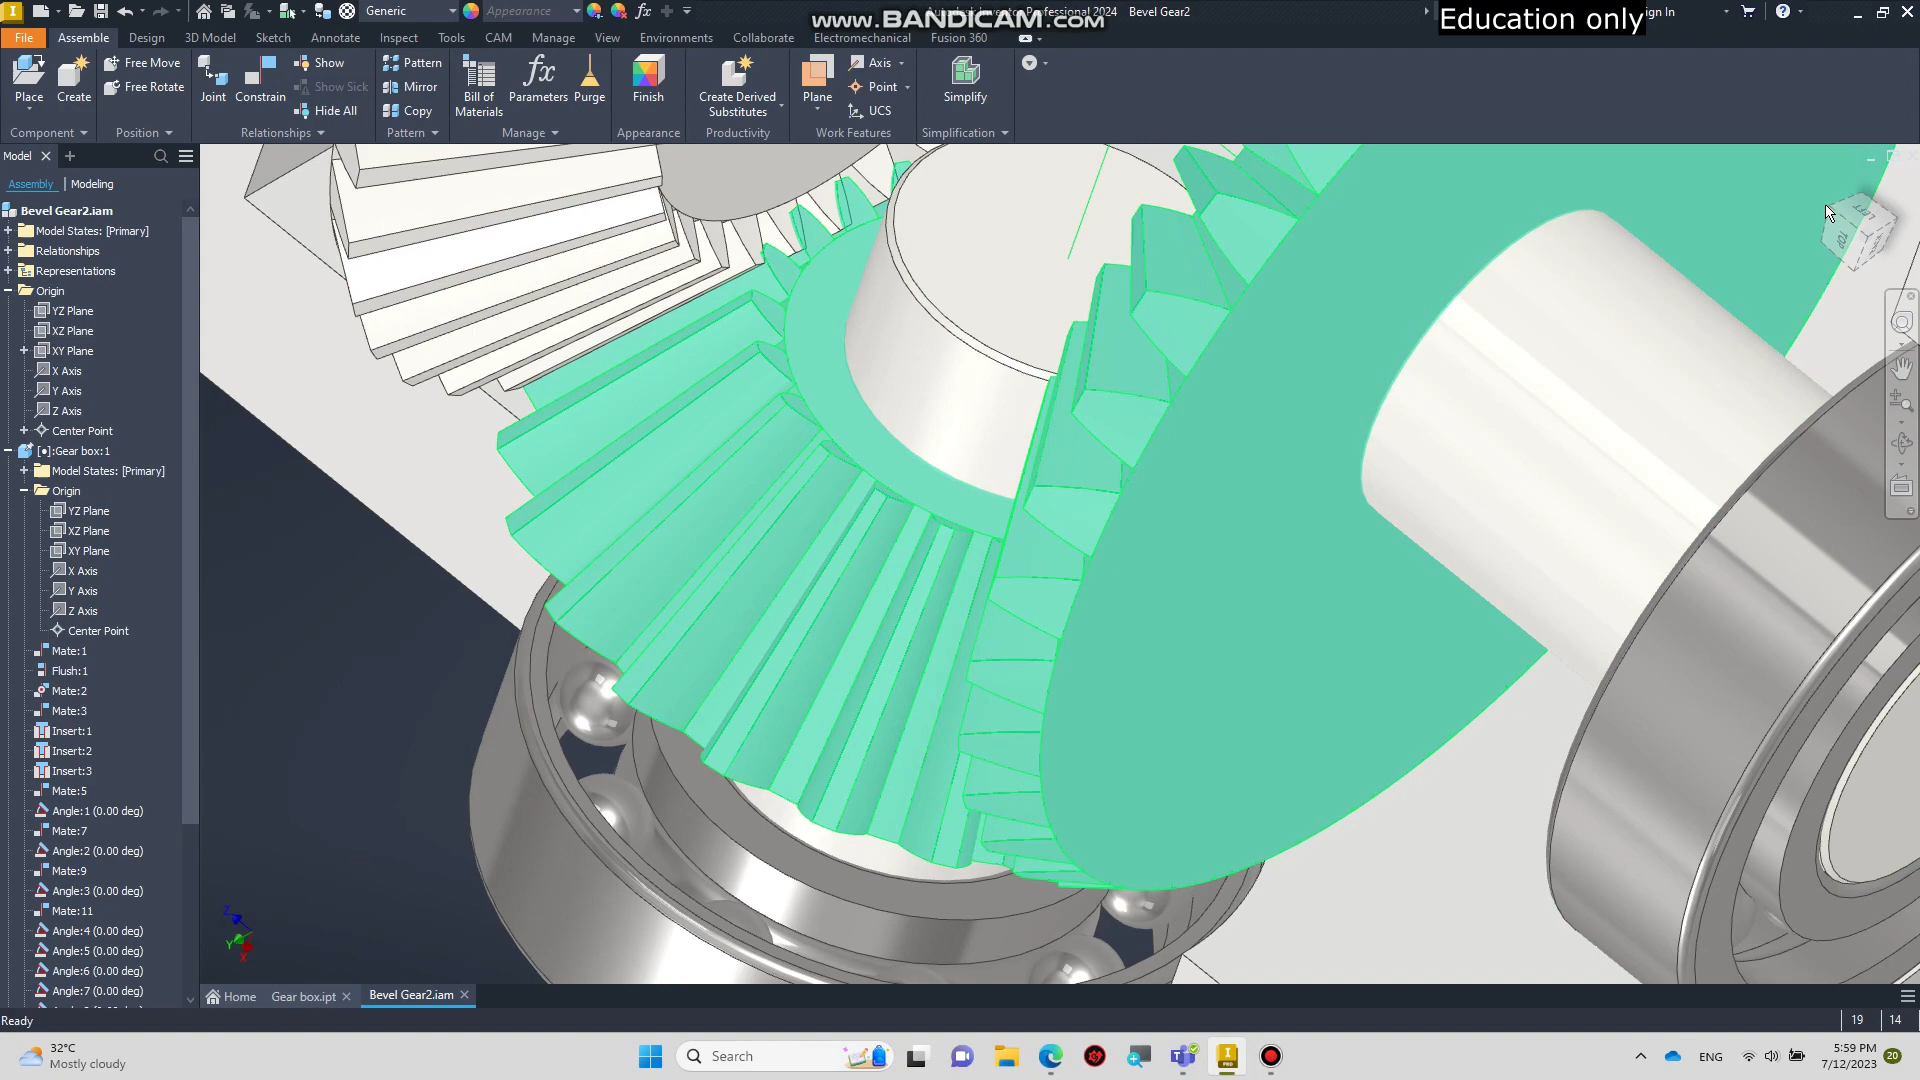 Generic
Appearance
Professional 2024 Bevel Gear2
Sign In
WWW.BANDICAM.COM
Education only
File
Assemble
Design
3D Model
Sketch
Annotate
Inspect
Tools
CAM
Manage
View
Environments
Collaborate
Electromechanical
Fusion 360
Place
Create
Free Move
Free Rotate
Joint
Constrain
Show
Show Sick
Hide All
Pattern
Mirror
Copy
Bill of
Materials
Parameters
Purge
Finish
Create Derived
Substitutes
Plane
Axis
Point
UCS
Simplify
Component
Position
Relationships
Pattern
Manage
Appearance
Productivity
Work Features
Simplification
Model
Assembly | Modeling
Bevel Gear2.iam
Model States: [Primary]
Relationships
Representations
Origin
YZ Plane
XZ Plane
XY Plane
X Axis
Y Axis
Z Axis
Center Point
[•]:Gear box:1
Model States: [Primary]
Origin
YZ Plane
XZ Plane
XY Plane
X Axis
Y Axis
Z Axis
Center Point
Mate:1
Flush:1
Mate:2
Mate:3
Insert:1
Insert:2
Insert:3
Mate:5
Angle:1 (0.00 deg)
Mate:7
Angle:2 (0.00 deg)
Mate:9
Angle:3 (0.00 deg)
Mate:11
Angle:4 (0.00 deg)
Angle:5 (0.00 deg)
Angle:6 (0.00 deg)
Angle:7 (0.00 deg)
LEFT
TOP
Z
Y
X
Home
Gear box.ipt
Bevel Gear2.iam
Ready
19
14
32°C
Mostly cloudy
Search
ENG
5:59 PM
7/12/2023
20